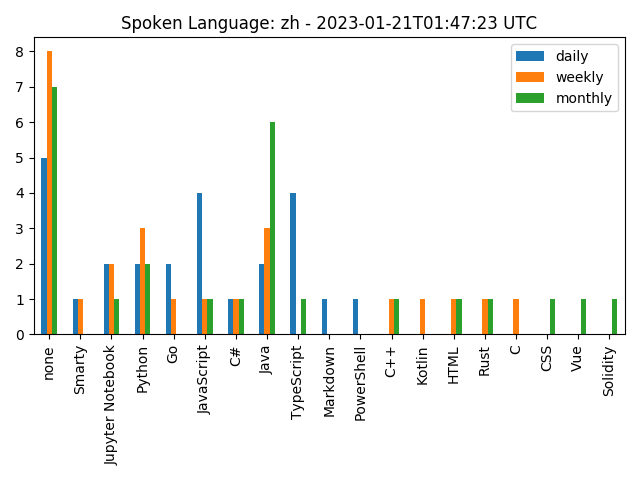 Spoken Language: zh - 2023-01-21T01:47:23 UTC
daily
weekly
monthly
8
7
6
5
4
3
2
1
0
none
Smarty
Jupyter Notebook
Python
Go
JavaScript
C#
Java
TypeScript
Markdown
PowerShell
C++
Kotlin
HTML
Rust
C
CSS
Vue
Solidity